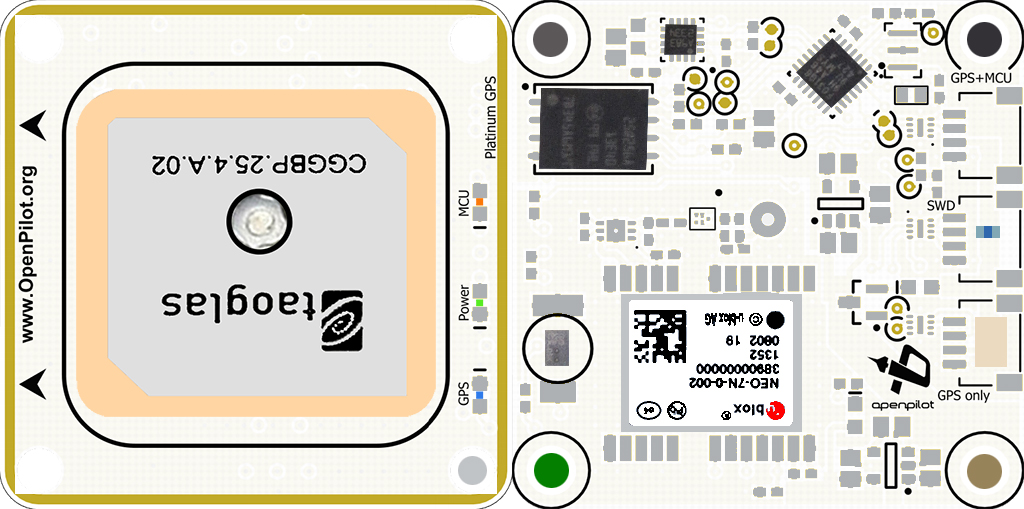 www.OpenPilot.org
CGGBP.25.4.A.02
taoglas
Platinum GPS
MCU
Power
GPS
GPS+MCU
SWD
GPS only
openpilot
u-blox AG
0802 19
1352
38900000000
NEO-7N-0-002
blox